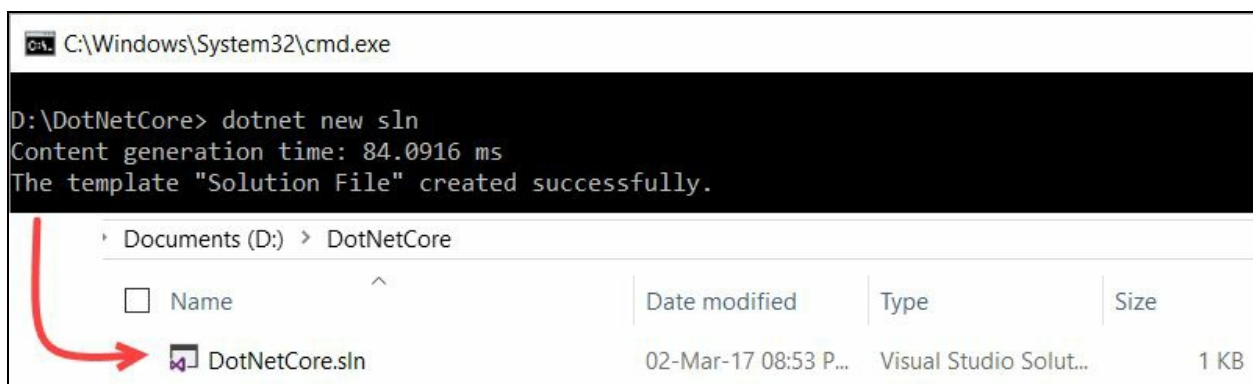 C:\Windows\System32\cmd.exe
D:\DotNetCore> dotnet new sln
Content generation time: 84.0916 ms
The template "Solution File" created successfully.
Documents (D:) > DotNetCore
Name Date modified Type Size
DotNetCore.sln 02-Mar-17 08:53 P... Visual Studio Solut... 1 KB